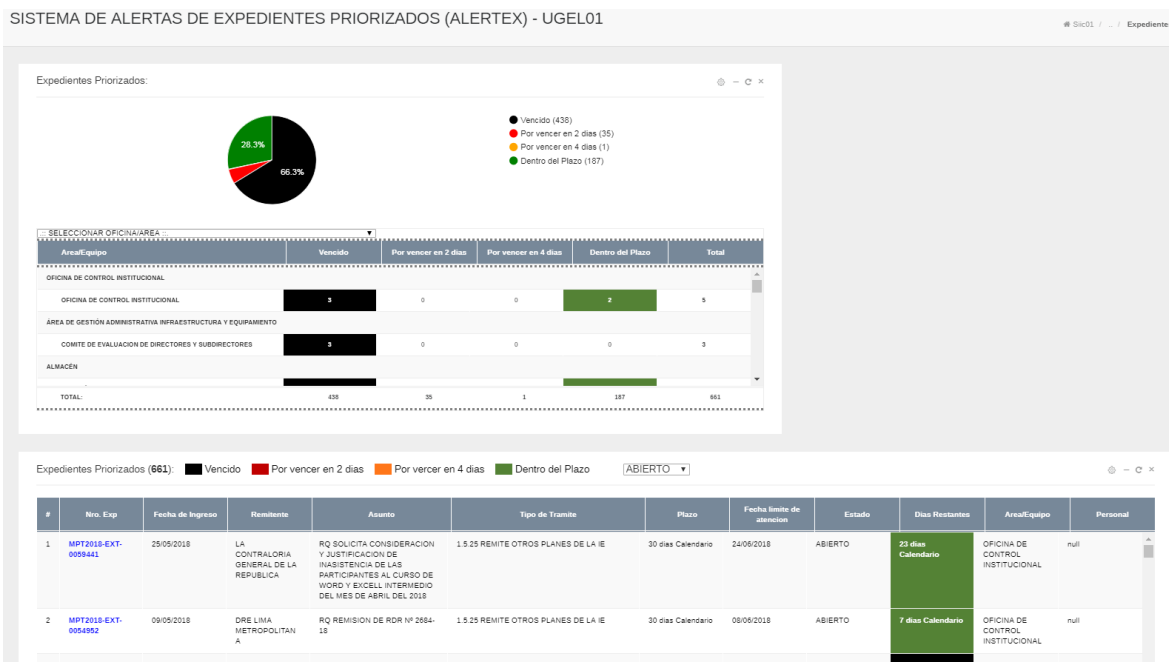 SISTEMA DE ALERTAS DE EXPEDIENTES PRIORIZADOS (ALERTEX) - UGEL01
Siic01 / .. / Expediente
Expedientes Priorizados:
28.3%
66.3%
Vencido (438)
Por vencer en 2 dias (35)
Por vencer en 4 dias (1)
Dentro del Plazo (187)
.:: SELECCIONAR OFICINA/AREA ::.
Area/Equipo Vencido Por vencer en 2 dias Por vencer en 4 dias Dentro del Plazo Total
OFICINA DE CONTROL INSTITUCIONAL
OFICINA DE CONTROL INSTITUCIONAL 3 0 0 2 5
ÁREA DE GESTIÓN ADMINISTRATIVA INFRAESTRUCTURA Y EQUIPAMIENTO
COMITE DE EVALUACION DE DIRECTORES Y SUBDIRECTORES 3 0 0 0 3
ALMACÉN
TOTAL: 438 35 1 187 661
Expedientes Priorizados (661): Vencido Por vencer en 2 dias Por vercer en 4 dias Dentro del Plazo ABIERTO
# Nro. Exp Fecha de Ingreso Remitente Asunto Tipo de Tramite Plazo Fecha limite de atencion Estado Dias Restantes Area/Equipo Personal
1 MPT2018-EXT- 25/05/2018 LA RQ SOLICITA CONSIDERACION 1.5.25 REMITE OTROS PLANES DE LA IE 30 dias Calendario 24/06/2018 ABIERTO 23 dias OFICINA DE null
0059441 CONTRALORIA Y JUSTIFICACION DE Calendario CONTROL
GENERAL DE LA INASISTENCIA DE LAS INSTITUCIONAL
REPUBLICA PARTICIPANTES AL CURSO DE
WORD Y EXCELL INTERMEDIO
DEL MES DE ABRIL DEL 2018
2 MPT2018-EXT- 09/05/2018 DRE LIMA RQ REMISION DE RDR Nº 2684- 1.5.25 REMITE OTROS PLANES DE LA IE 30 dias Calendario 08/06/2018 ABIERTO 7 dias Calendario OFICINA DE null
0054952 METROPOLITAN 18 CONTROL
A INSTITUCIONAL